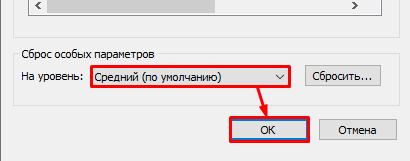 Сброс особых параметров
На уровень: Средний (по умолчанию) Сбросить...
ОК Отмена